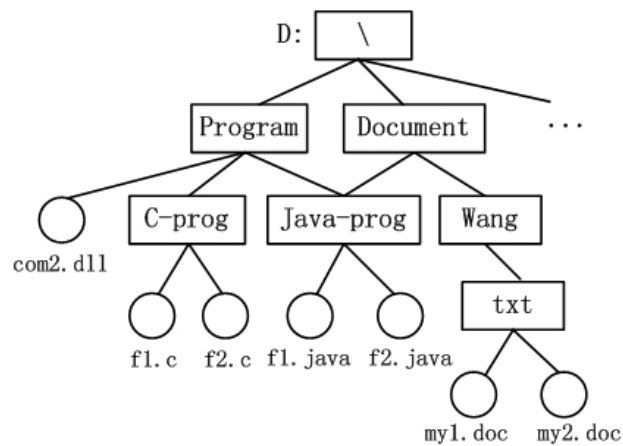 D: \
Program Document ...
C-prog Java-prog Wang
com2.dll
txt
f1.c f2.c f1.java f2.java
my1.doc my2.doc